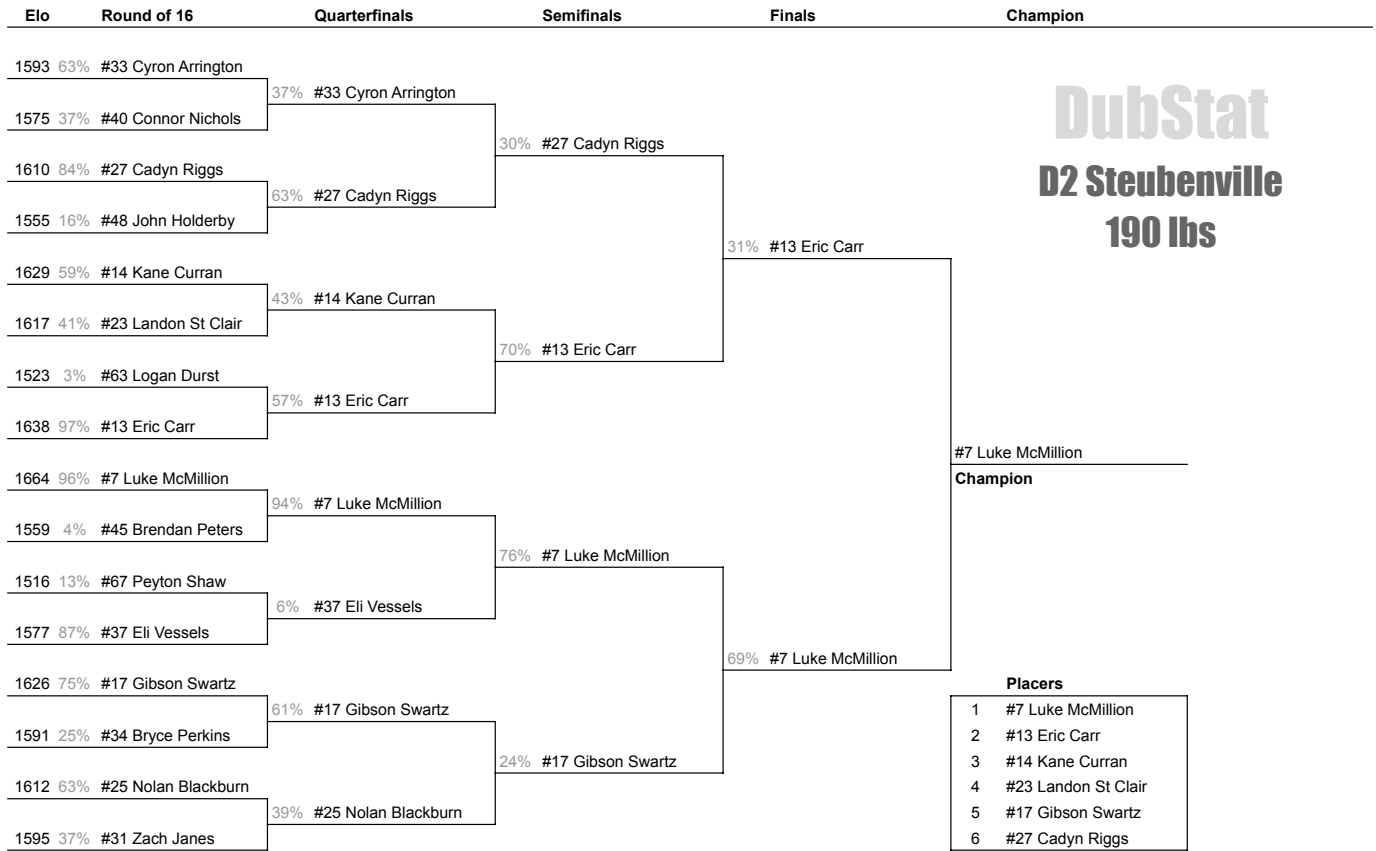 Elo Round of 16 Quarterfinals Semifinals Finals Champion
1593 63% #33 Cyron Arrington
37% #33 Cyron Arrington
1575 37% #40 Connor Nichols
30% #27 Cadyn Riggs
1610 84% #27 Cadyn Riggs
63% #27 Cadyn Riggs
1555 16% #48 John Holderby
31% #13 Eric Carr
1629 59% #14 Kane Curran
43% #14 Kane Curran
1617 41% #23 Landon St Clair
70% #13 Eric Carr
1523 3% #63 Logan Durst
57% #13 Eric Carr
1638 97% #13 Eric Carr
#7 Luke McMillion
Champion
1664 96% #7 Luke McMillion
94% #7 Luke McMillion
1559 4% #45 Brendan Peters
76% #7 Luke McMillion
1516 13% #67 Peyton Shaw
6% #37 Eli Vessels
1577 87% #37 Eli Vessels
69% #7 Luke McMillion
1626 75% #17 Gibson Swartz
61% #17 Gibson Swartz
1591 25% #34 Bryce Perkins
24% #17 Gibson Swartz
1612 63% #25 Nolan Blackburn
39% #25 Nolan Blackburn
1595 37% #31 Zach Janes
DubStat
D2 Steubenville
190 lbs
Placers
1 #7 Luke McMillion
2 #13 Eric Carr
3 #14 Kane Curran
4 #23 Landon St Clair
5 #17 Gibson Swartz
6 #27 Cadyn Riggs